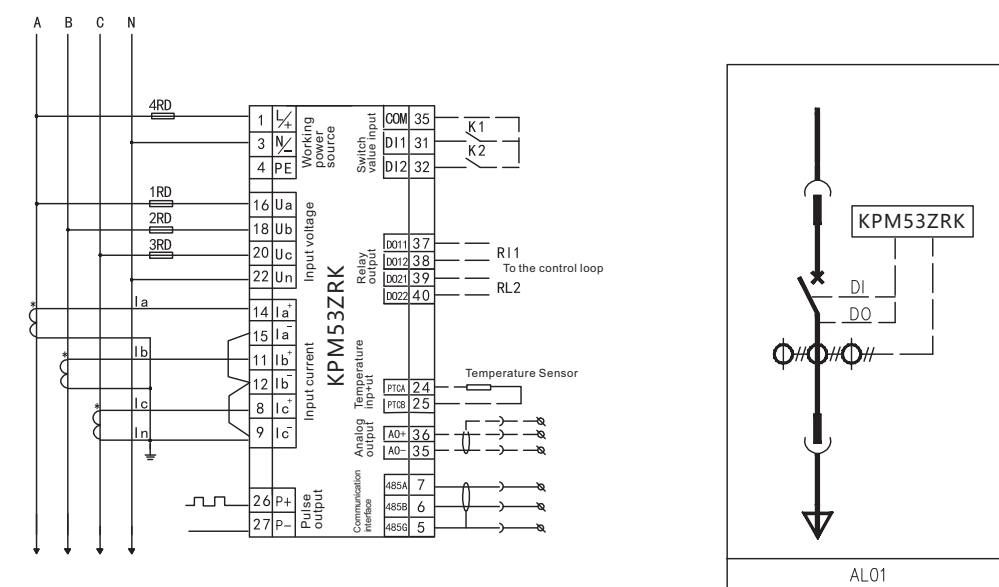 A B C N
4RD
1RD
2RD
3RD
Ia
Ib
Ic
In
* 
*
*
1 L/+
3 N/-
4 PE
Working
power
source
16 Ua
18 Ub
20 Uc
22 Un
Input voltage
14 Ia+
15 Ia-
11 Ib+
12 Ib-
8 Ic+
9 Ic-
Input current
26 P+
27 P-
Pulse
output
KPM53ZRK
Switch
value input
COM 35
DI1 31
DI2 32
K1
K2
Relay
output
DO11 37
DO12 38
DO21 39
DO22 40
RI1
To the control loop
RL2
Temperature
inp+ut
PTCA 24
PTCB 25
Temperature Sensor
Analog
output
AO+ 36
AO- 35
Communication
interface
485A 7
485B 6
485G 5
KPM53ZRK
DI
DO
AL01